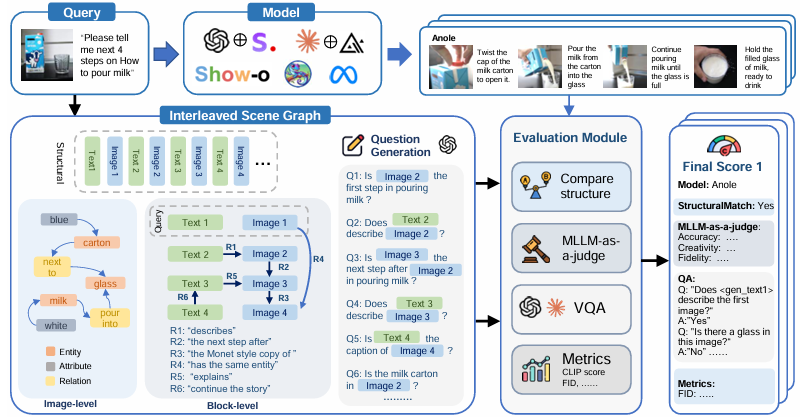 Query
"Please tell
me next 4
steps on How
to pour milk"
Model
S.
Show-o
Anole
Twist the
cap of the
milk carton
to open it.
Pour the
milk from
the carton
into the
glass
Continue
pouring
milk until
the glass is
full
Hold the
filled glass
of milk,
ready to
drink
Interleaved Scene Graph
Structural
Text1
Image 1
Text 2
Image 2
Text 3
Image 3
Text 4
Image 4
...
blue
carton
next
to
glass
milk
pour
into
white
Entity
Attribute
Relation
Image-level
Query
Text 1
Image 1
Text 2
R1
Image 2
R2
R4
Text 3
R5
Image 3
R6
R3
Text 4
Image 4
R1: "describes"
R2: "the next step after"
R3: "the Monet style copy of "
R4: "has the same entity"
R5: "explains"
R6: "continue the story"
Block-level
Question
Generation
Q1: Is Image 2 the
first step in pouring
milk ?
Q2: Does Text 2
describe Image 2 ?
Q3: Is Image 3 the
next step after Image 2
in pouring milk ?
Q4: Does Text 3
describe Image 3 ?
Q5: Is Text 4 the
caption of Image 4 ?
Q6: Is the milk carton
in Image 2 ?
.........
Evaluation Module
A
B
Compare
structure
MLLM-as-
a-judge
VQA
Metrics
CLIP score
FID, ......
Final Score 1
Model: Anole
StructuralMatch: Yes
MLLM-as-a-judge:
Accuracy: ....
Creativity: ...
Fidelity: ....
QA:
Q: "Does <gen_text1>
describe the first
image?"
A:"Yes"
Q: "Is there a glass in
this image?"
A:"No" ......
Metrics:
FID: .....